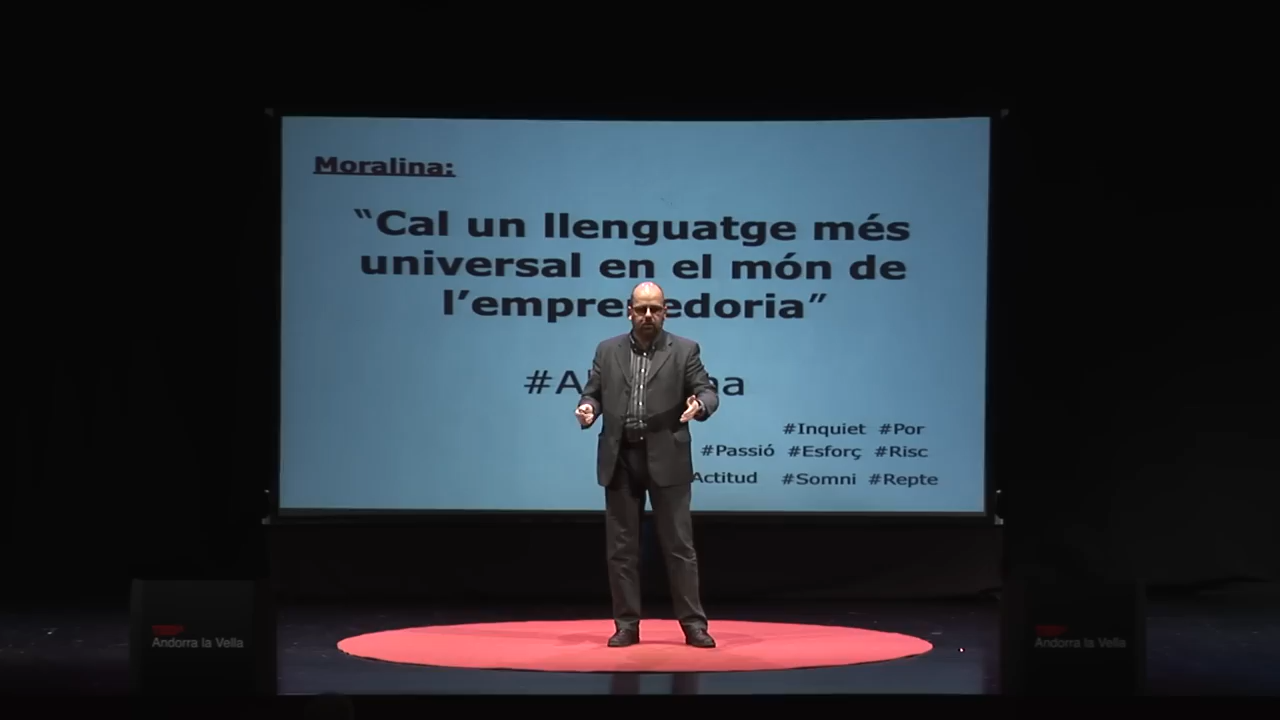 Moralina:
“Cal un llenguatge més
universal en el món de
l’emprenedoria”
#Inquiet #Por
#Passió #Esforç #Risc
Actitud #Somni #Repte
Andorra la Vella
Andorra la Vella